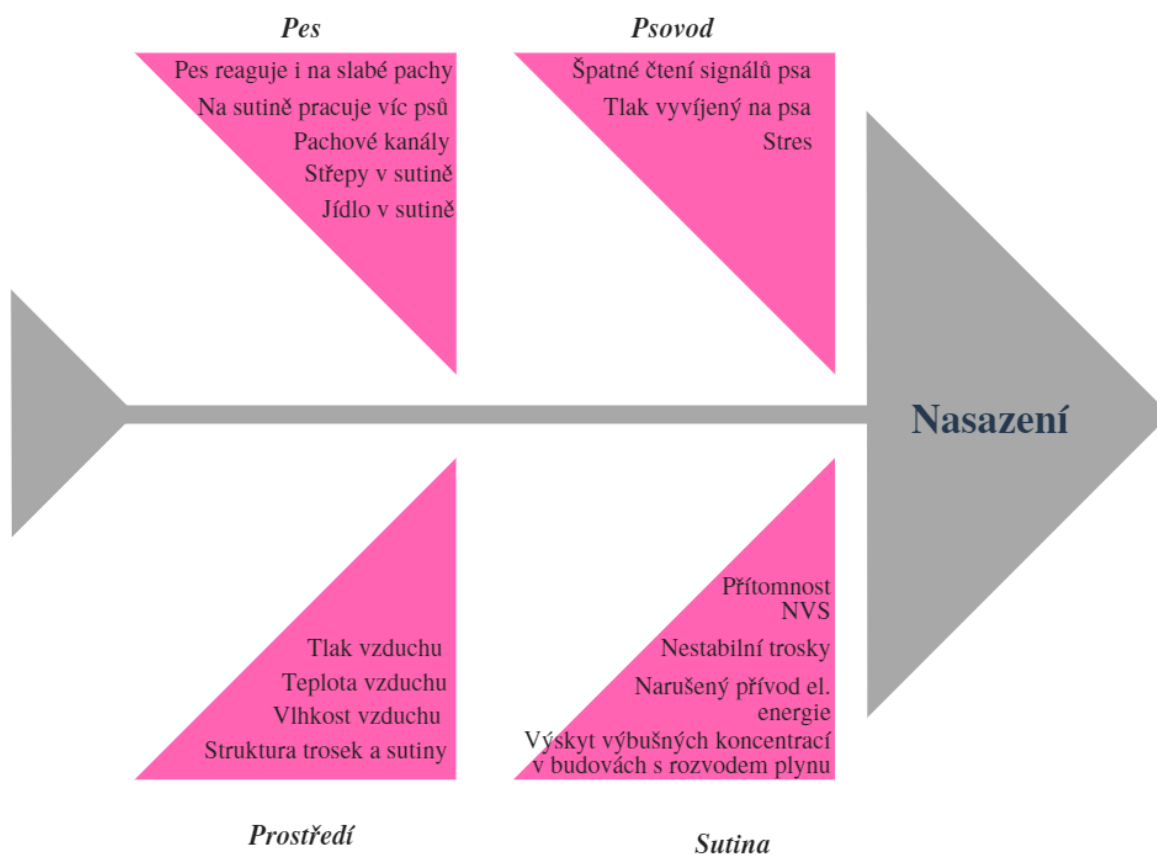 Pes
Pes reaguje i na slabé pachy
Na sutině pracuje víc psů
Pachové kanály
Střepy v sutině
Jídlo v sutině
Psovod
Špatné čtení signálů psa
Tlak vyvíjený na psa
Stres
Nasazení
Tlak vzduchu
Teplota vzduchu
Vlhkost vzduchu
Struktura trosek a sutiny
Prostředí
Přítomnost
NVS
Nestabilní trosky
Narušený přívod el.
energie
Výskyt výbušných koncentrací
v budovách s rozvodem plynu
Sutina